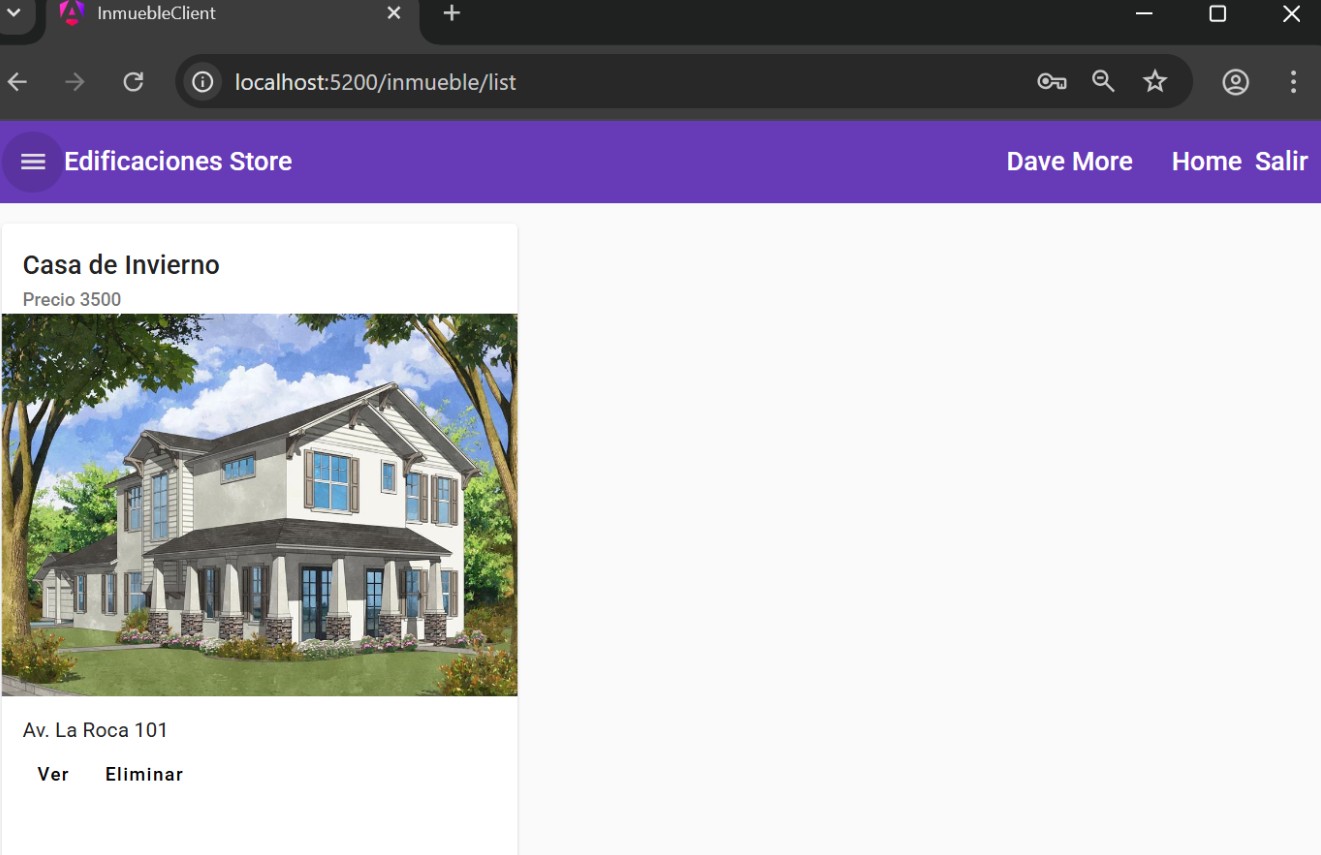 InmuebleClient
localhost:5200/inmueble/list
Edificaciones Store Dave More Home Salir
Casa de Invierno
Precio 3500
Av. La Roca 101
Ver Eliminar